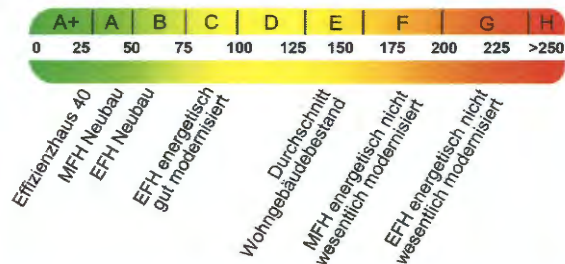 A+ A B C D E F G H
0 25 50 75 100 125 150 175 200 225 >250
Effizienzhaus 40
MFH Neubau
EFH Neubau
EFH energetisch
gut modernisiert
Durchschnitt
Wohngebäudebestand
MFH energetisch nicht
wesentlich modernisiert
EFH energetisch nicht
wesentlich modernisiert